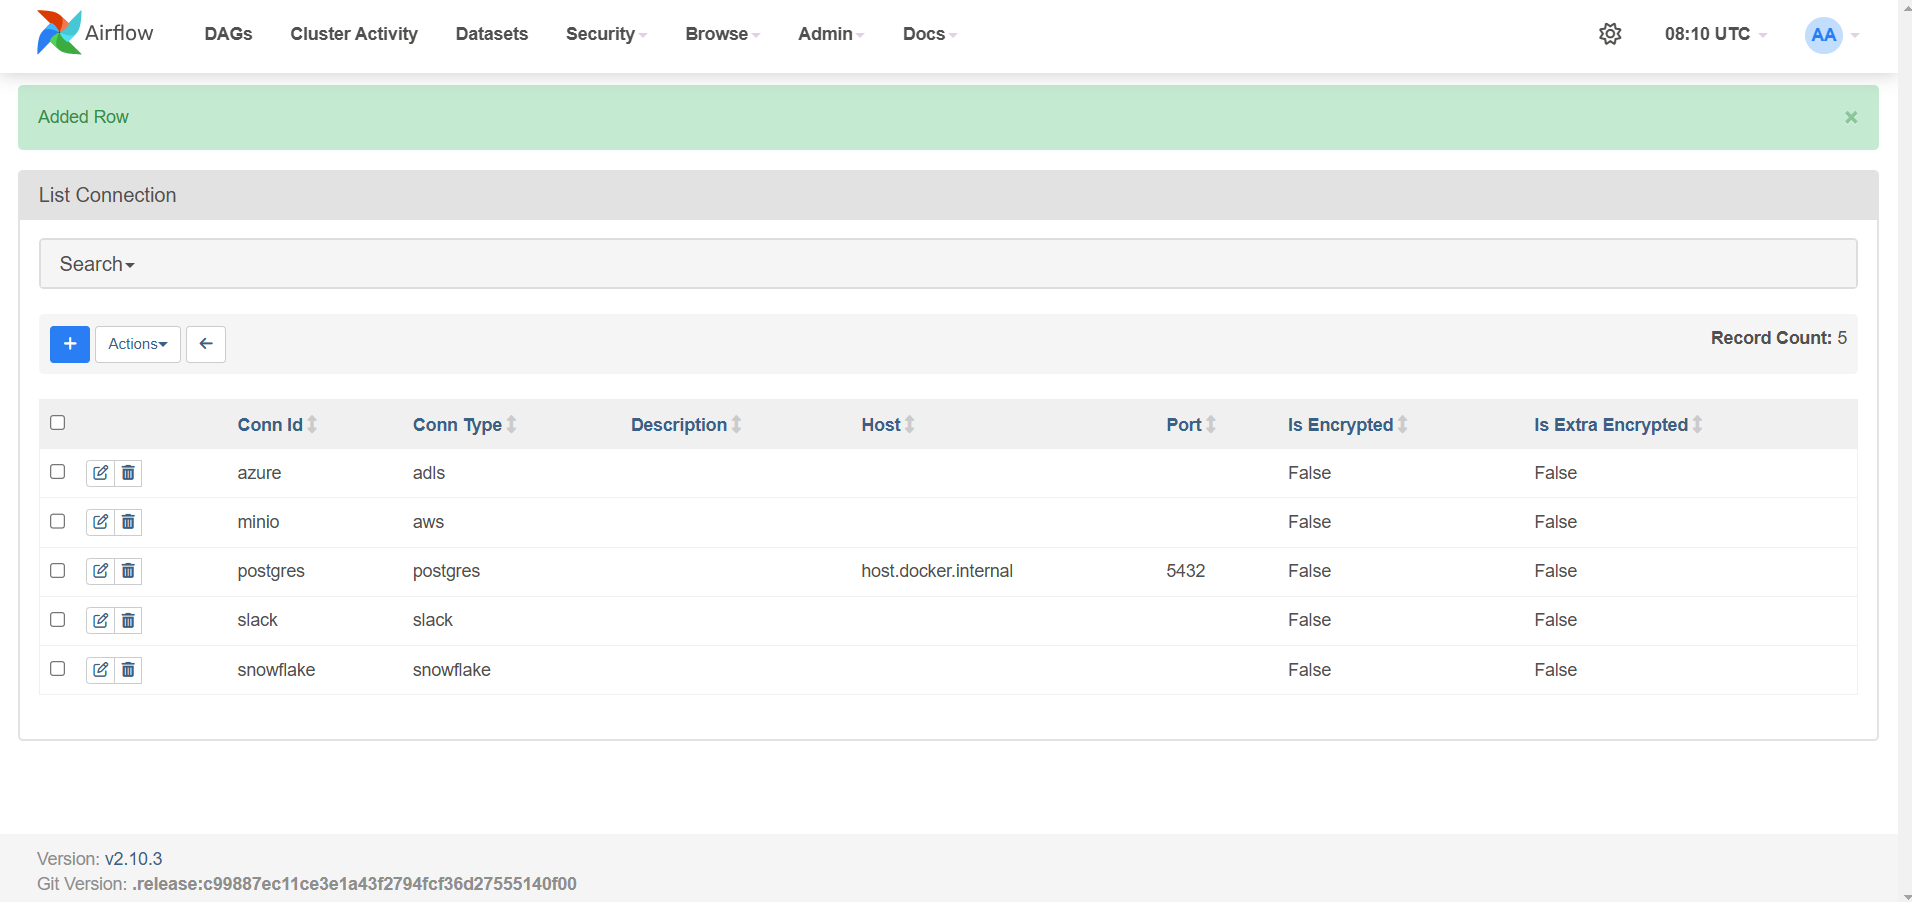 Airflow DAGs Cluster Activity Datasets Security Browse Admin Docs 08:10 UTC AA
Added Row ×
List Connection
Search
+ Actions Record Count: 5
Conn Id Conn Type Description Host Port Is Encrypted Is Extra Encrypted
azure adls False False
minio aws False False
postgres postgres host.docker.internal 5432 False False
slack slack False False
snowflake snowflake False False
Version: v2.10.3
Git Version: .release:c99887ec11ce3e1a43f2794fcf36d27555140f00